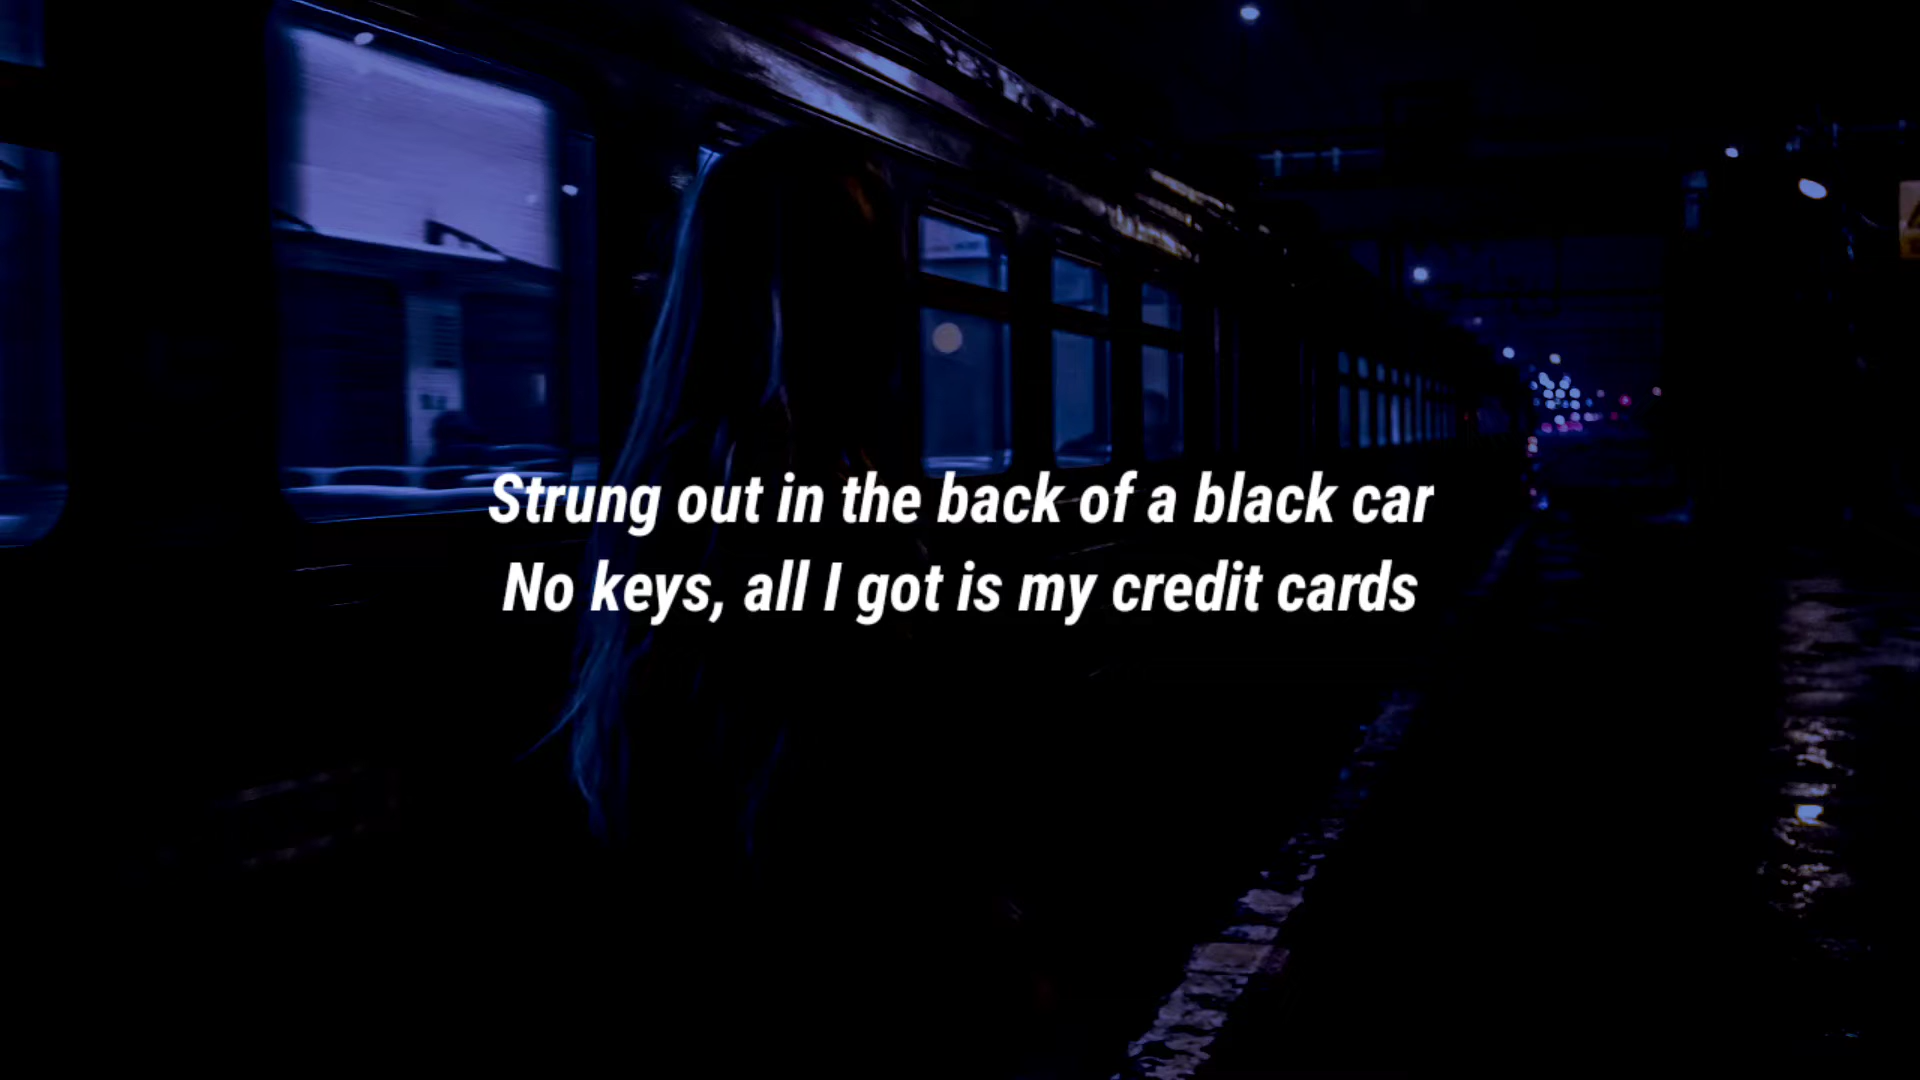 Strung out in the back of a black car
No keys, all I got is my credit cards